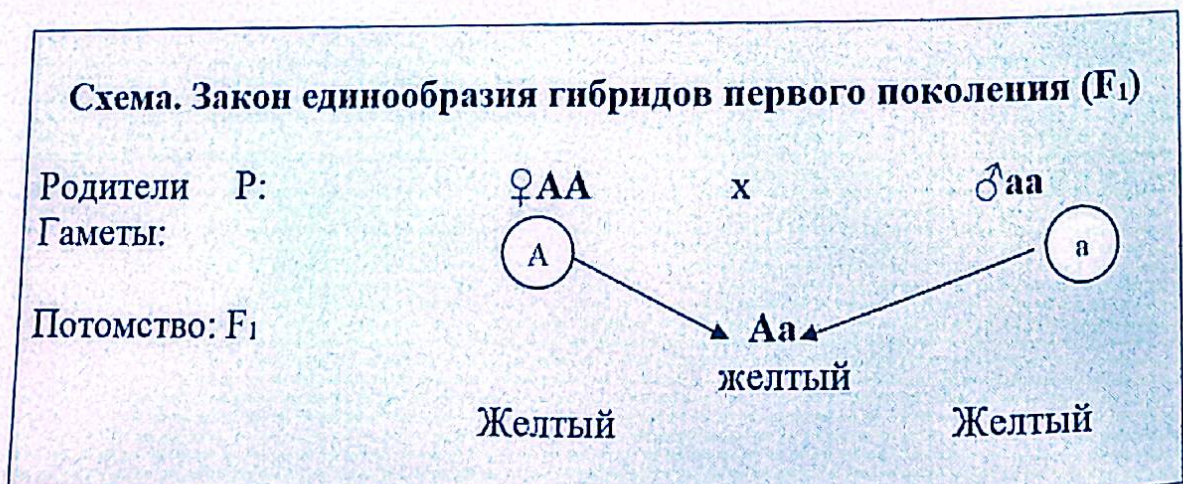 Схема. Закон единообразия гибридов первого поколения (F1)
Родители P: ♀AA x ♂aa
Гаметы: A a
Потомство: F1 Aa
желтый
Желтый Желтый